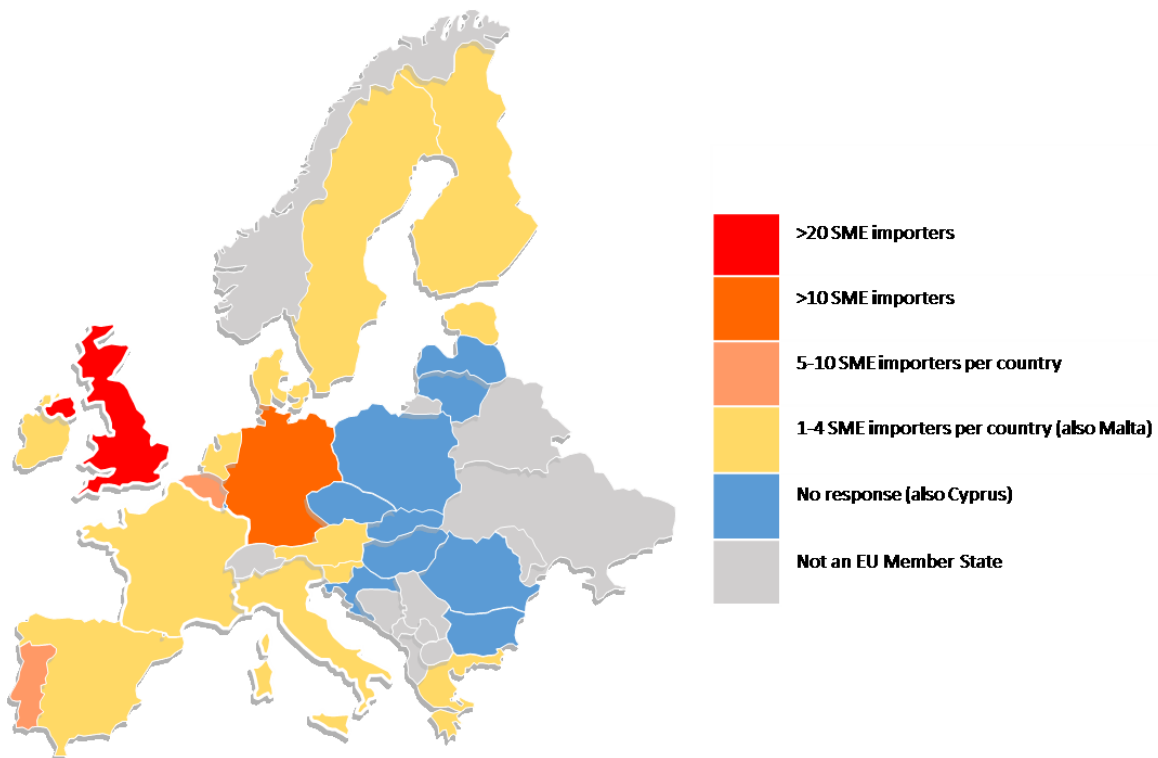 >20 SME importers
>10 SME importers
5-10 SME importers per country
1-4 SME importers per country (also Malta)
No response (also Cyprus)
Not an EU Member State